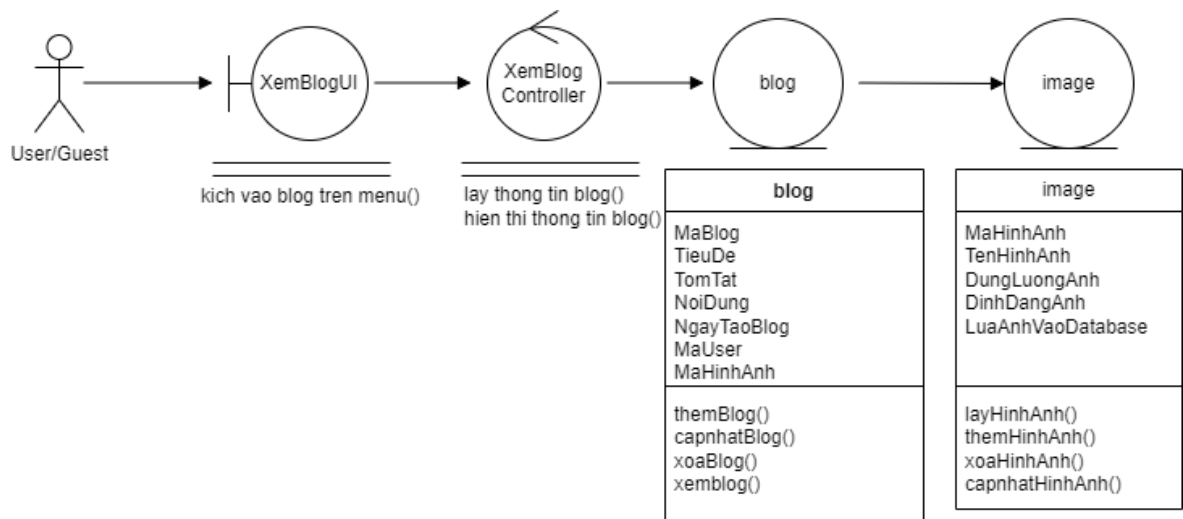 User/Guest
XemBlogUI
kich vao blog tren menu()
XemBlog
Controller
lay thong tin blog()
hien thi thong tin blog()
blog
image
blog
MaBlog
TieuDe
TomTat
NoiDung
NgayTaoBlog
MaUser
MaHinhAnh
themBlog()
capnhatBlog()
xoaBlog()
xemblog()
image
MaHinhAnh
TenHinhAnh
DungLuongAnh
DinhDangAnh
LuaAnhVaoDatabase
layHinhAnh()
themHinhAnh()
xoaHinhAnh()
capnhatHinhAnh()